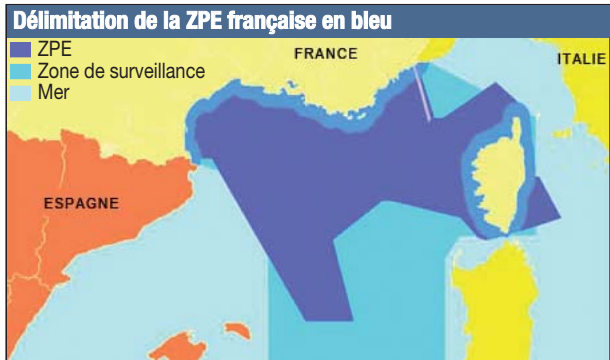 Délimitation de la ZPE française en bleu
ZPE
Zone de surveillance
Mer
FRANCE
ITALIE
ESPAGNE